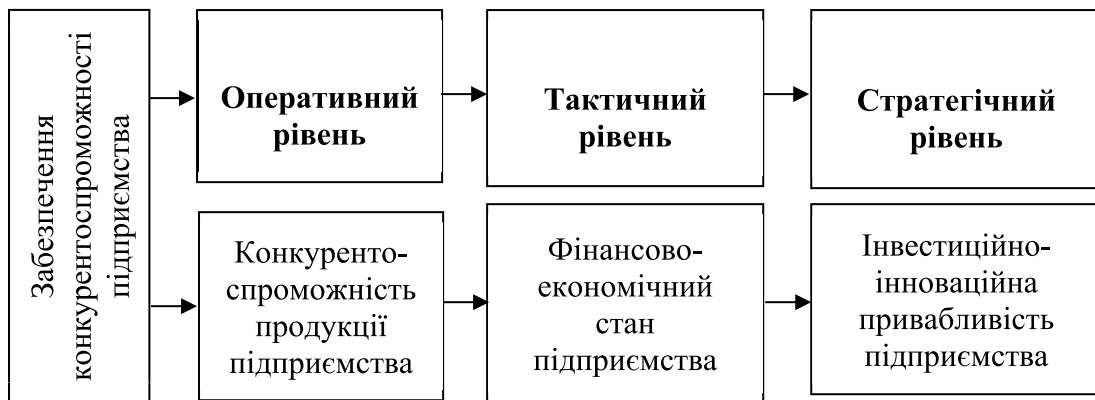 Забезпечення
конкурентоспроможності
підприємства
Оперативний
рівень
Тактичний
рівень
Стратегічний
рівень
Конкуренто-
спроможність
продукції
підприємства
Фінансово-
економічний
стан
підприємства
Інвестиційно-
інноваційна
привабливість
підприємства